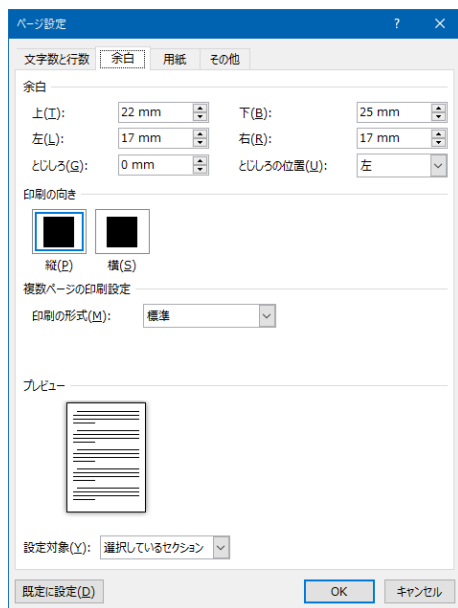 ページ設定 ? ×
文字数と行数 余白 用紙 その他
余白
上(T): 22 mm 下(B): 25 mm
左(L): 17 mm 右(R): 17 mm
とじしろ(G): 0 mm とじしろの位置(U): 左
印刷の向き
縦(P) 横(S)
複数ページの印刷設定
印刷の形式(M): 標準
プレビュー
設定対象(Y): 選択しているセクション
既定に設定(D) OK キャンセル